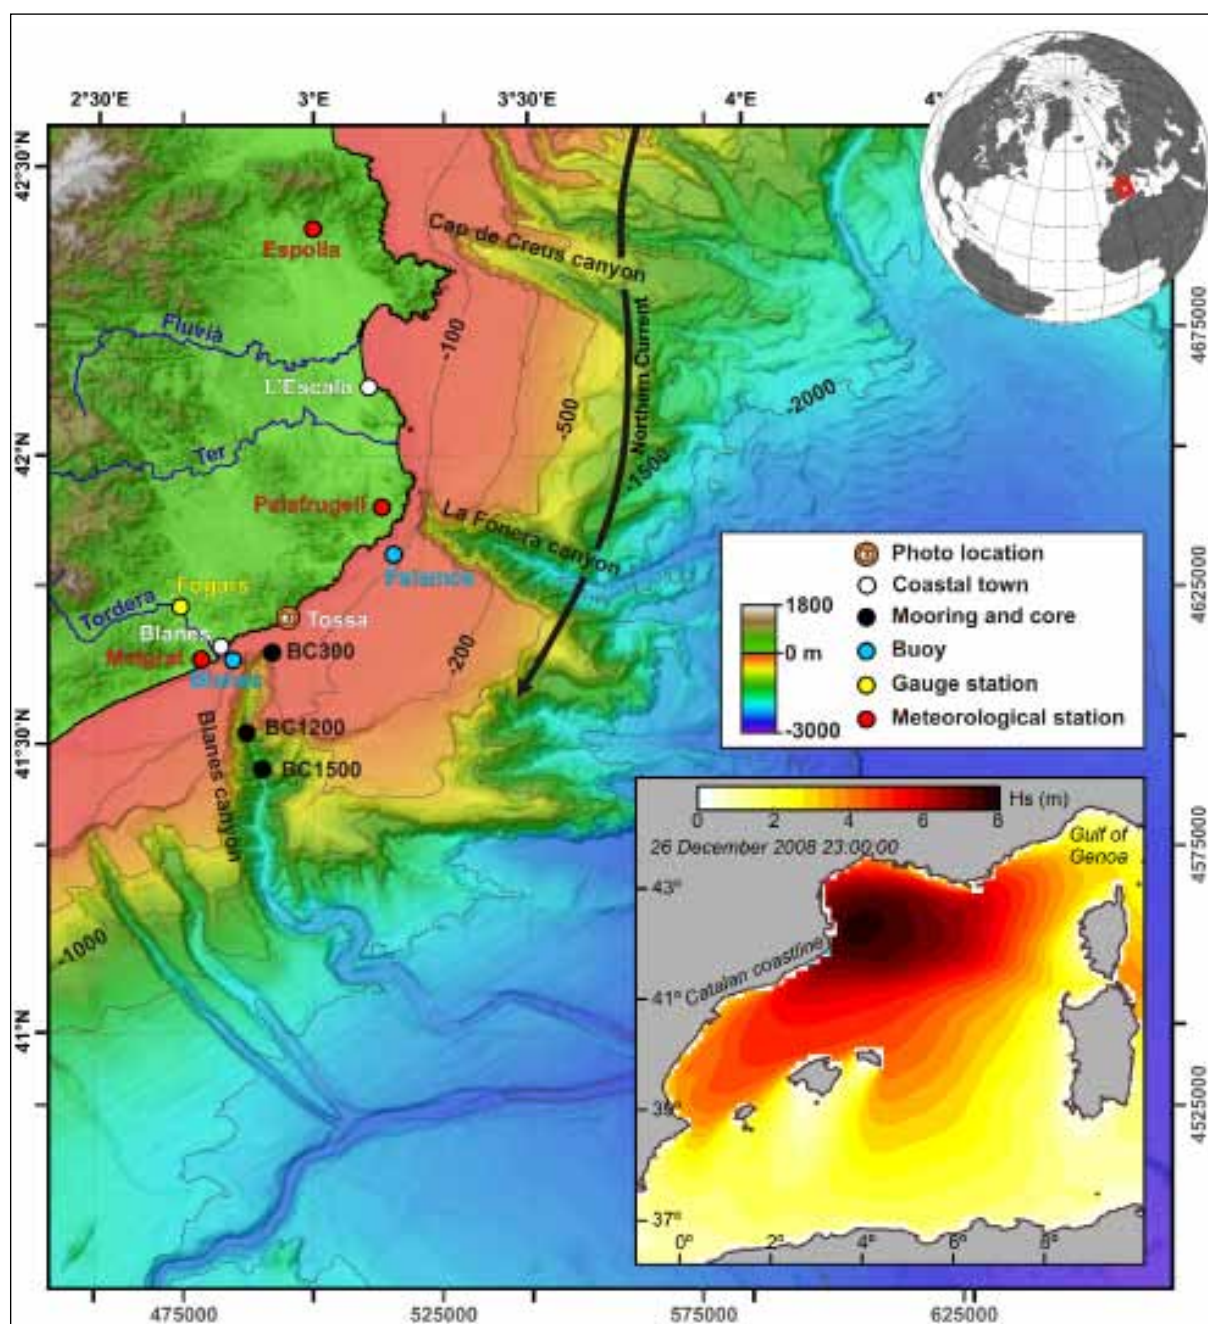 2°30'E 3°E 3°30'E 4°E 4°
42°30'N
42°N
41°30'N
41°N
4675000
4625000
4575000
4525000
475000 525000 575000 625000
Espolla
Cap de Creus canyon
Northern Current
Fluvià
L'Escala
Ter
-100
-500
-2000
-1500
Palafrugell
La Fonera canyon
Palamós
Fogars
Tordera
Blanes
Tossa
Malgrat
Blanes
BC300
-200
BC1200
BC1500
Blanes canyon
-1000
Photo location
Coastal town
Mooring and core
Buoy
Gauge station
Meteorological station
1800
0 m
-3000
Hs (m)
0 2 4 6 8
26 December 2008 23:00:00
Gulf of
Genoa
Catalan coastline
43°
41°
39°
37°
0° 2° 4° 6° 8°